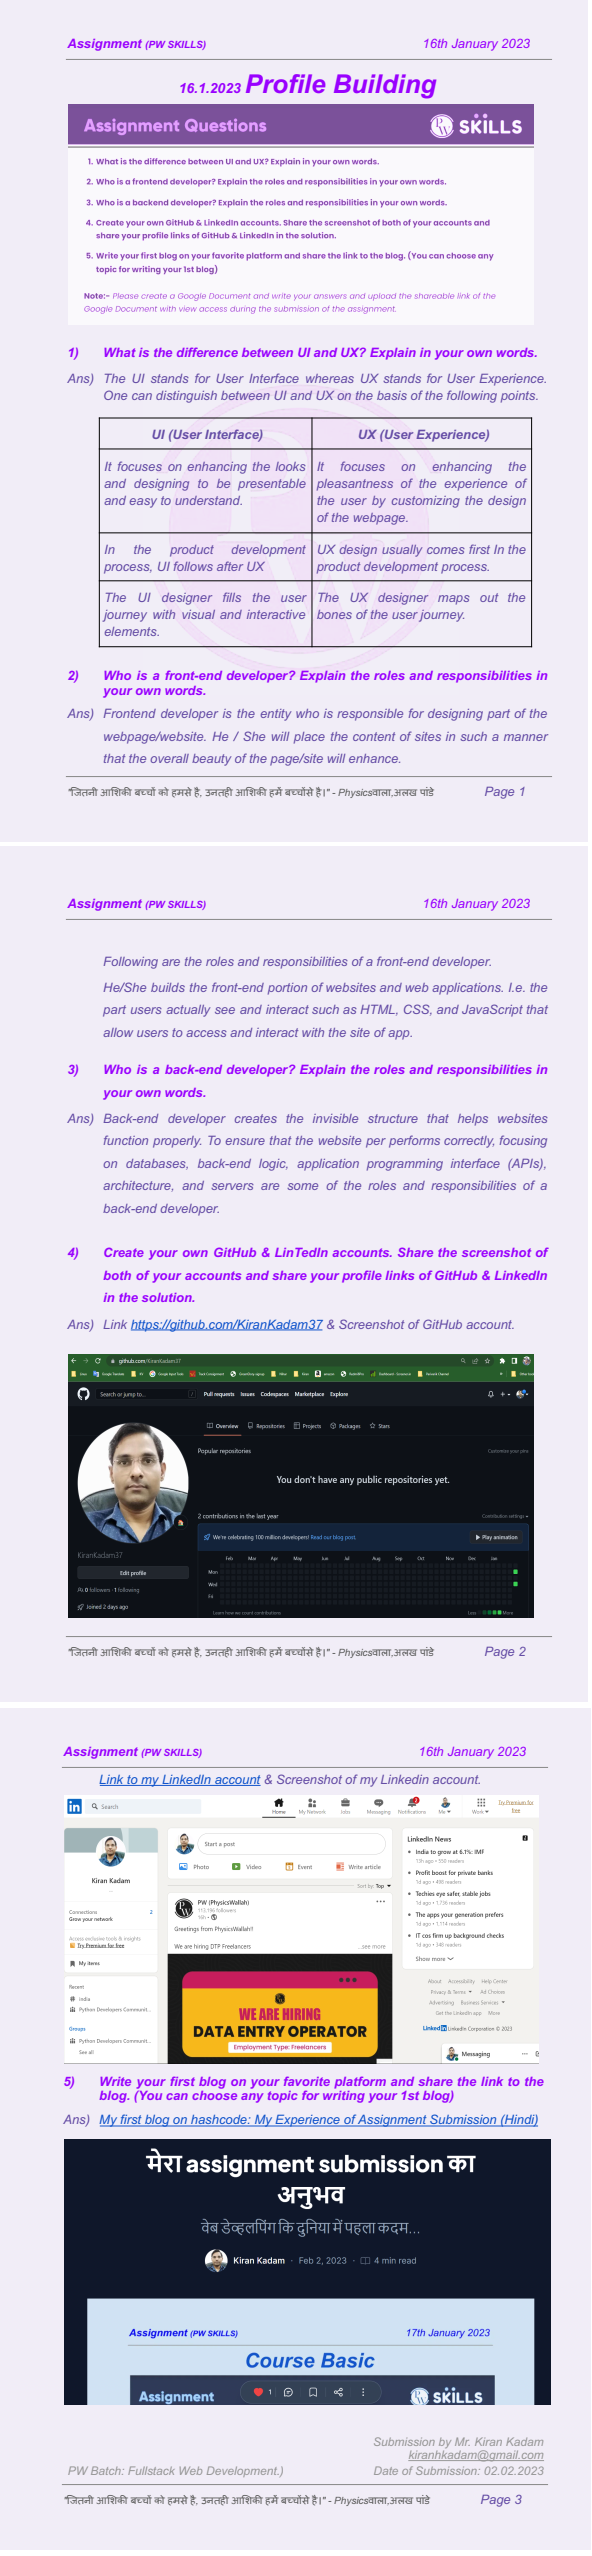 Assignment (PW SKILLS) 16th January 2023
16.1.2023 Profile Building
Assignment Questions PW SKILLS
1. What is the difference between UI and UX? Explain in your own words.
2. Who is a frontend developer? Explain the roles and responsibilities in your own words.
3. Who is a backend developer? Explain the roles and responsibilities in your own words.
4. Create your own GitHub & LinkedIn accounts. Share the screenshot of both of your accounts and
share your profile links of GitHub & LinkedIn in the solution.
5. Write your first blog on your favorite platform and share the link to the blog. (You can choose any
topic for writing your 1st blog)
Note:- Please create a Google Document and write your answers and upload the shareable link of the
Google Document with view access during the submission of the assignment.
1) What is the difference between UI and UX? Explain in your own words.
Ans) The UI stands for User Interface whereas UX stands for User Experience.
One can distinguish between UI and UX on the basis of the following points.
UI (User Interface) UX (User Experience)
It focuses on enhancing the looks
and designing to be presentable
and easy to understand.
It focuses on enhancing the
pleasantness of the experience of
the user by customizing the design
of the webpage.
In the product development
process, UI follows after UX
UX design usually comes first In the
product development process.
The UI designer fills the user
journey with visual and interactive
elements.
The UX designer maps out the
bones of the user journey.
2) Who is a front-end developer? Explain the roles and responsibilities in
your own words.
Ans) Frontend developer is the entity who is responsible for designing part of the
webpage/website. He / She will place the content of sites in such a manner
that the overall beauty of the page/site will enhance.
"जितनी आशिकी बच्चों को हमसे है, उनतही आशिकी हमें बच्चोंसे है।" - Physicsवाला,अलख पांडे Page 1
Assignment (PW SKILLS) 16th January 2023
Following are the roles and responsibilities of a front-end developer.
He/She builds the front-end portion of websites and web applications. I.e. the
part users actually see and interact such as HTML, CSS, and JavaScript that
allow users to access and interact with the site of app.
3) Who is a back-end developer? Explain the roles and responsibilities in
your own words.
Ans) Back-end developer creates the invisible structure that helps websites
function properly. To ensure that the website per performs correctly, focusing
on databases, back-end logic, application programming interface (APIs),
architecture, and servers are some of the roles and responsibilities of a
back-end developer.
4) Create your own GitHub & LinTedIn accounts. Share the screenshot of
both of your accounts and share your profile links of GitHub & LinkedIn
in the solution.
Ans) Link https://github.com/KiranKadam37 & Screenshot of GitHub account.
github.com/KiranKadam37
Search or jump to... Pull requests Issues Codespaces Marketplace Explore
Overview Repositories Projects Packages Stars
Popular repositories Customize your pins
You don't have any public repositories yet.
2 contributions in the last year Contribution settings
We're celebrating 100 million developers! Read our blog post. Play animation
Feb Mar Apr May Jun Jul Aug Sep Oct Nov Dec Jan
Mon
Wed
Fri
Learn how we count contributions Less More
KiranKadam37
Edit profile
0 followers · 1 following
Joined 2 days ago
"जितनी आशिकी बच्चों को हमसे है, उनतही आशिकी हमें बच्चोंसे है।" - Physicsवाला,अलख पांडे Page 2
Assignment (PW SKILLS) 16th January 2023
Link to my LinkedIn account & Screenshot of my Linkedin account.
in Search Home My Network Jobs Messaging Notifications Me Work Try Premium for
free
Kiran Kadam
Connections 2
Grow your network
Access exclusive tools & insights
Try Premium for free
My items
Recent
india
Python Developers Communit...
Groups
Python Developers Communit...
See all
Start a post
Photo Video Event Write article
Sort by: Top
PW (PhysicsWallah)
113,196 followers
16h
Greetings from PhysicsWallah!!
We are hiring DTP Freelancers ...see more
WE ARE HIRING
DATA ENTRY OPERATOR
Employment Type: Freelancers
LinkedIn News
India to grow at 6.1%: IMF
13h ago • 552 readers
Profit boost for private banks
1d ago • 496 readers
Techies eye safer, stable jobs
1d ago • 1,736 readers
The apps your generation prefers
1d ago • 1,114 readers
IT cos firm up background checks
1d ago • 348 readers
Show more
About Accessibility Help Center
Privacy & Terms Ad Choices
Advertising Business Services
Get the LinkedIn app More
LinkedIn LinkedIn Corporation © 2023
Messaging
5) Write your first blog on your favorite platform and share the link to the
blog. (You can choose any topic for writing your 1st blog)
Ans) My first blog on hashcode: My Experience of Assignment Submission (Hindi)
मेरा assignment submission का
अनुभव
वेब डेव्हलपिंग कि दुनिया में पहला कदम...
Kiran Kadam · Feb 2, 2023 · 4 min read
Assignment (PW SKILLS) 17th January 2023
Course Basic
Assignment 1 SKILLS
Submission by Mr. Kiran Kadam
kiranhkadam@gmail.com
PW Batch: Fullstack Web Development.) Date of Submission: 02.02.2023
"जितनी आशिकी बच्चों को हमसे है, उनतही आशिकी हमें बच्चोंसे है।" - Physicsवाला,अलख पांडे Page 3